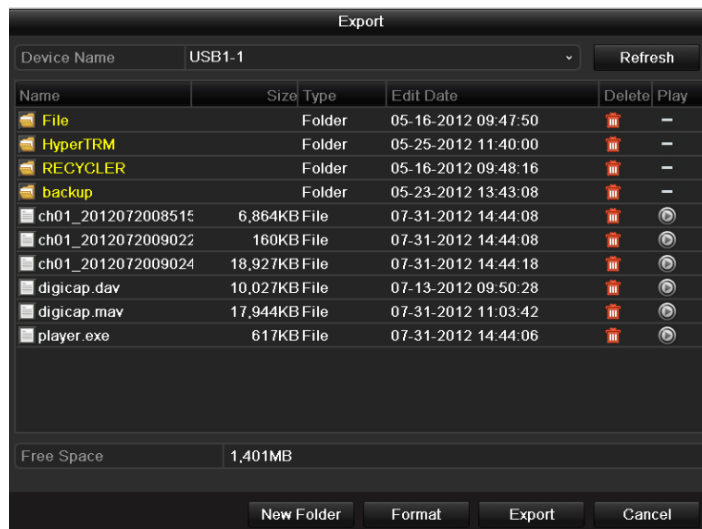 Export
Device Name USB1-1 Refresh
Name Size Type Edit Date Delete Play
File Folder 05-16-2012 09:47:50 –
HyperTRM Folder 05-25-2012 11:40:00 –
RECYCLER Folder 05-16-2012 09:48:16 –
backup Folder 05-23-2012 13:43:08 –
ch01_2012072008515 6,864KB File 07-31-2012 14:44:08
ch01_2012072009022 160KB File 07-31-2012 14:44:08
ch01_2012072009024 18,927KB File 07-31-2012 14:44:18
digicap.dav 10,027KB File 07-13-2012 09:50:28
digicap.mav 17,944KB File 07-31-2012 11:03:42
player.exe 617KB File 07-31-2012 14:44:06
Free Space 1,401MB
New Folder Format Export Cancel